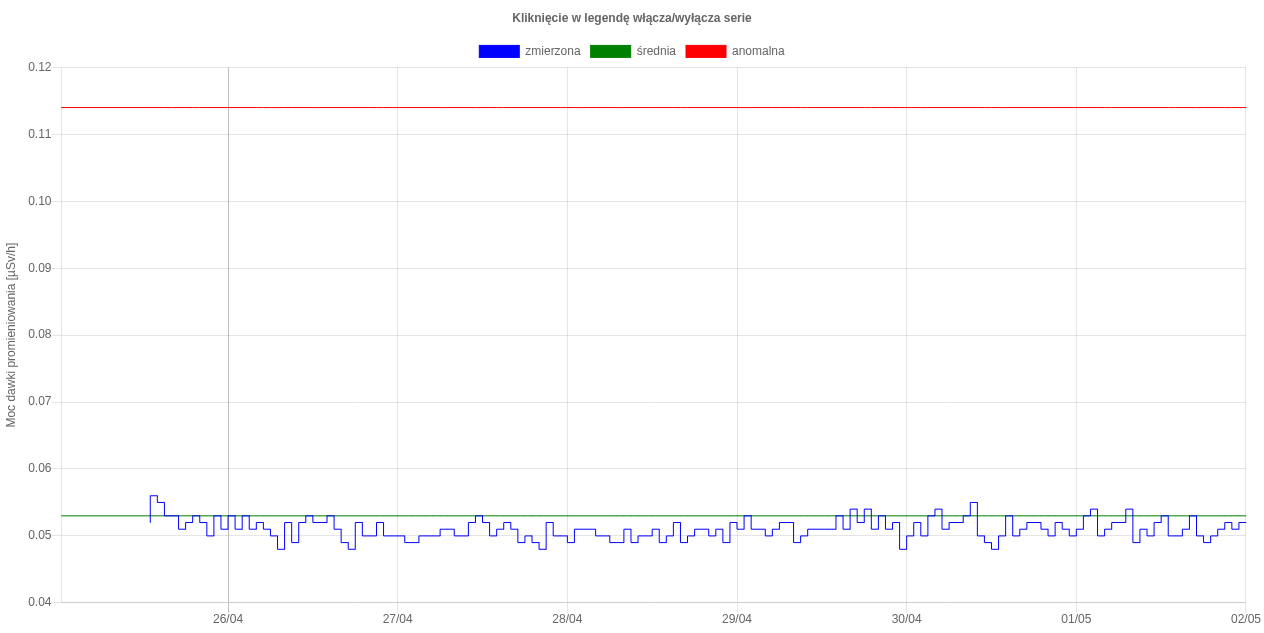 Kliknięcie w legendę włącza/wyłącza serie
zmierzona średnia anomalna
Moc dawki promieniowania [µSv/h]
0.12
0.11
0.10
0.09
0.08
0.07
0.06
0.05
0.04
26/04 27/04 28/04 29/04 30/04 01/05 02/05